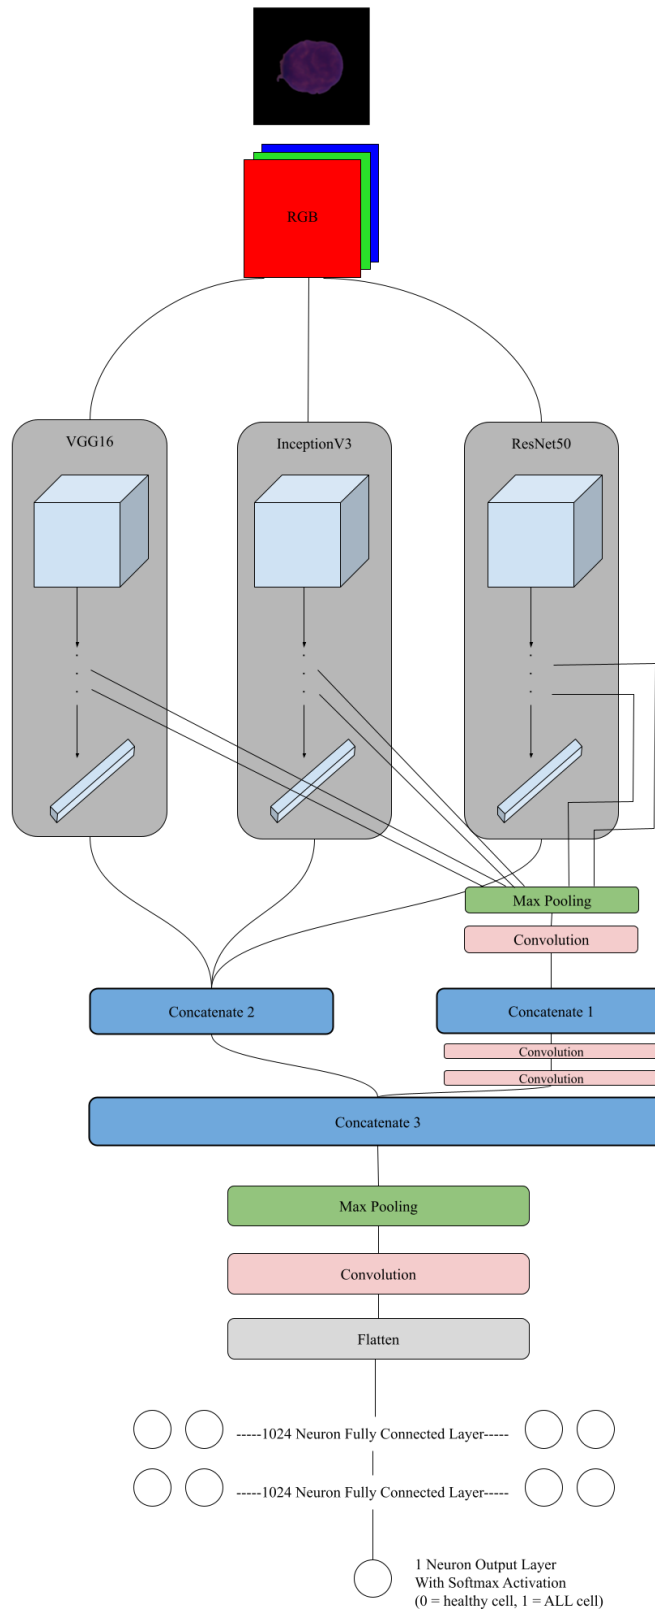 RGB
VGG16
InceptionV3
ResNet50
Max Pooling
Convolution
Concatenate 2
Concatenate 1
Convolution
Convolution
Concatenate 3
Max Pooling
Convolution
Flatten
-----1024 Neuron Fully Connected Layer-----
-----1024 Neuron Fully Connected Layer-----
1 Neuron Output Layer
With Softmax Activation
(0 = healthy cell, 1 = ALL cell)